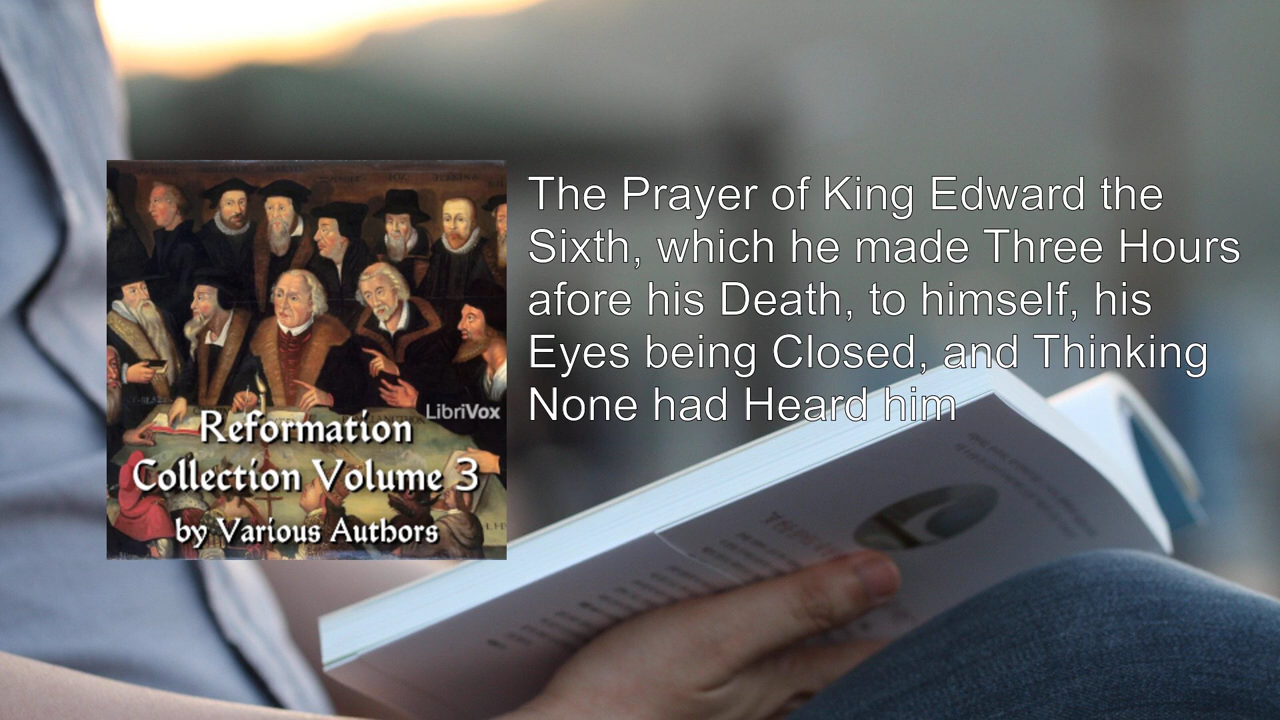 The Prayer of King Edward the
Sixth, which he made Three Hours
afore his Death, to himself, his
Eyes being Closed, and Thinking
None had Heard him
LibriVox
Reformation
Collection Volume 3
by Various Authors